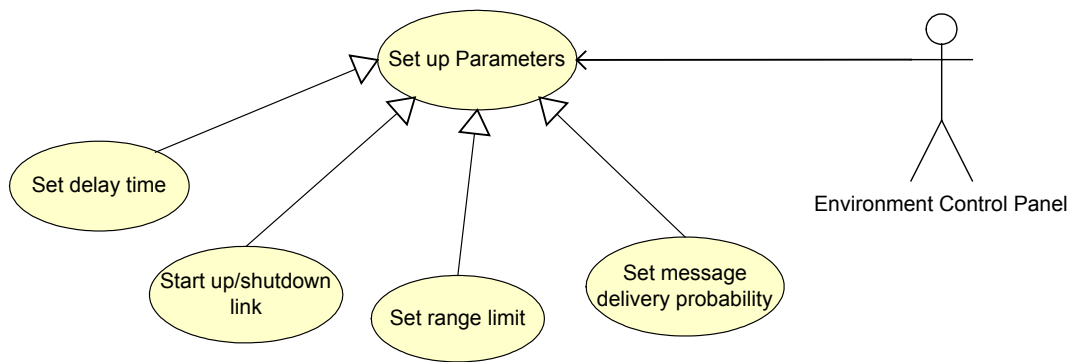 Set up Parameters
Set delay time
Environment Control Panel
Start up/shutdown
link
Set range limit
Set message
delivery probability